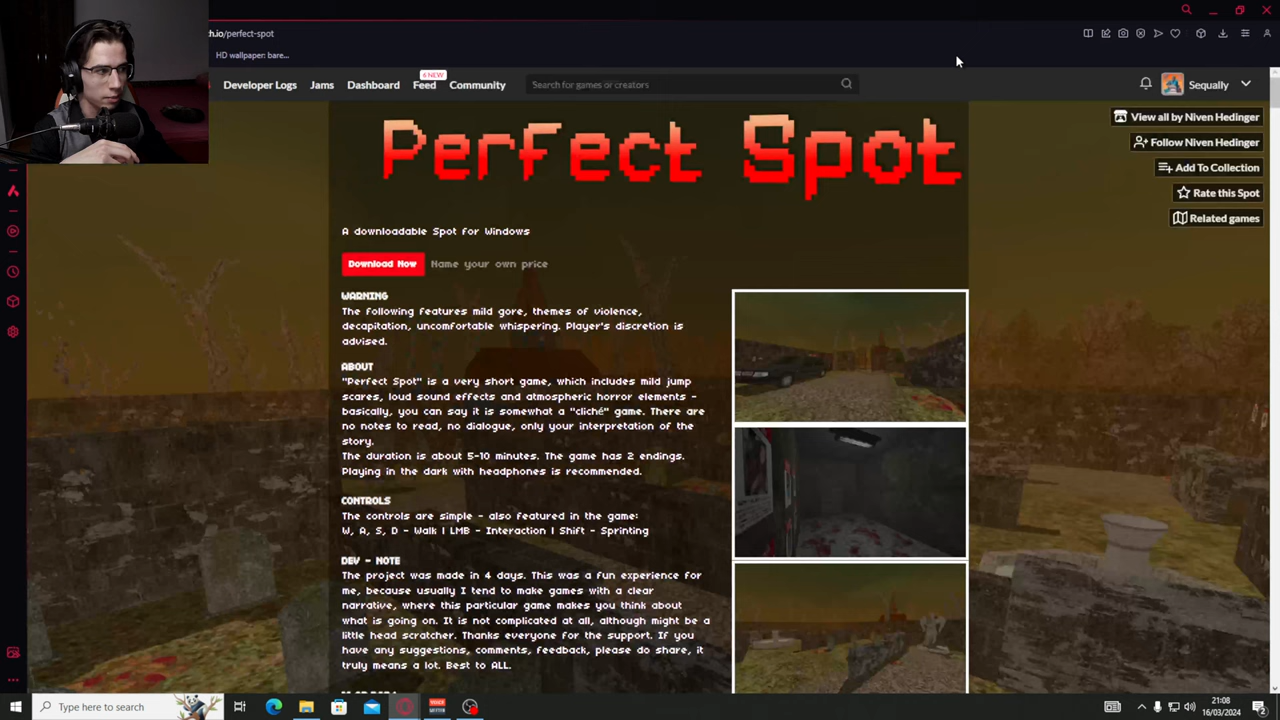 ch.io/perfect-spot
HD wallpaper: bare...
Developer Logs
Jams
Dashboard
6 NEW
Feed
Community
Search for games or creators
Sequally
Perfect Spot
View all by Niven Hedinger
Follow Niven Hedinger
Add To Collection
Rate this Spot
Related games
A downloadable Spot for Windows
Download Now
Name your own price
WARNING
The following features mild gore, themes of violence,
decapitation, uncomfortable whispering. Player's discretion is
advised.
ABOUT
"Perfect Spot" is a very short game, which includes mild jump
scares, loud sound effects and atmospheric horror elements -
basically, you can say it is somewhat a "cliché" game. There are
no notes to read, no dialogue, only your interpretation of the
story.
The duration is about 5-10 minutes. The game has 2 endings.
Playing in the dark with headphones is recommended.
CONTROLS
The controls are simple - also featured in the game:
W, A, S, D - Walk | LMB - Interaction | Shift - Sprinting
DEV - NOTE
The project was made in 4 days. This was a fun experience for
me, because usually I tend to make games with a clear
narrative, where this particular game makes you think about
what is going on. It is not complicated at all, although might be a
little head scratcher. Thanks everyone for the support. If you
have any suggestions, comments, feedback, please do share, it
truly means a lot. Best to ALL.
Type here to search
21:08
16/03/2024
2